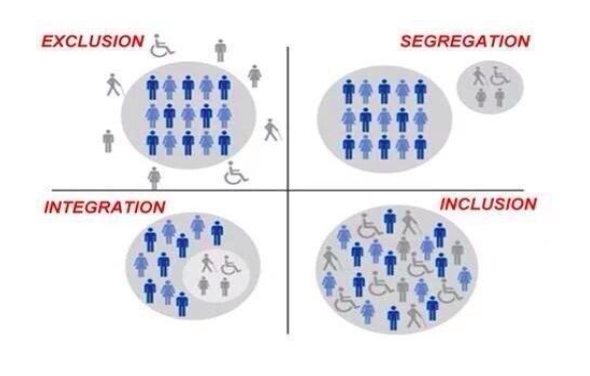 EXCLUSION
SEGREGATION
INTEGRATION
INCLUSION